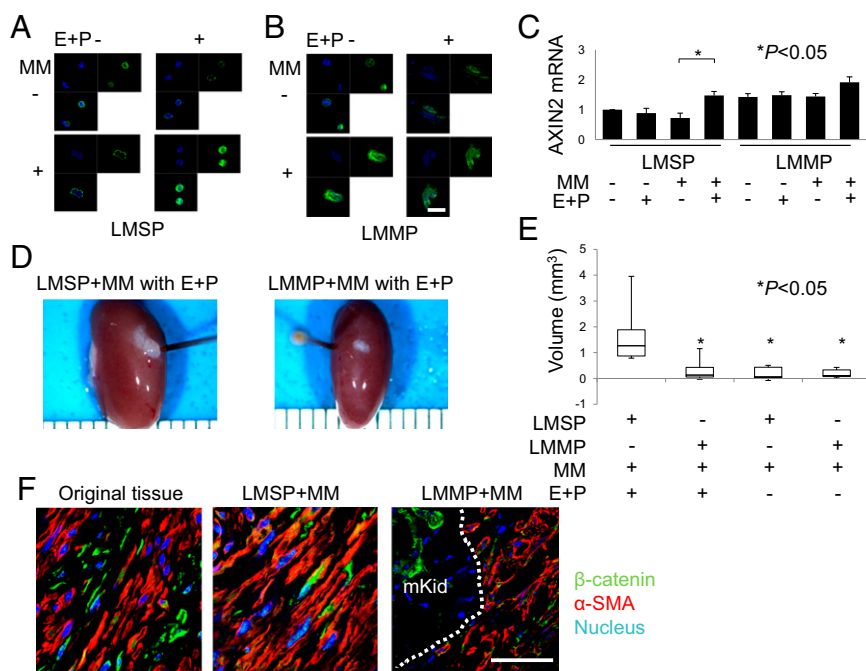 A
E+P - +
MM
-
+
LMSP
B
E+P - +
MM
-
+
LMMP
C
AXIN2 mRNA
3
2
1
0
*
*P<0.05
LMSP LMMP
MM - - + + - - + +
E+P - + - + - + - +
D
LMSP+MM with E+P
LMMP+MM with E+P
E
Volume (mm³)
5
4
3
2
1
0
-1
*P<0.05
* * *
LMSP + - + -
LMMP - + - +
MM + + + +
E+P + + - -
F
Original tissue
LMSP+MM
LMMP+MM
mKid
β-catenin
α-SMA
Nucleus